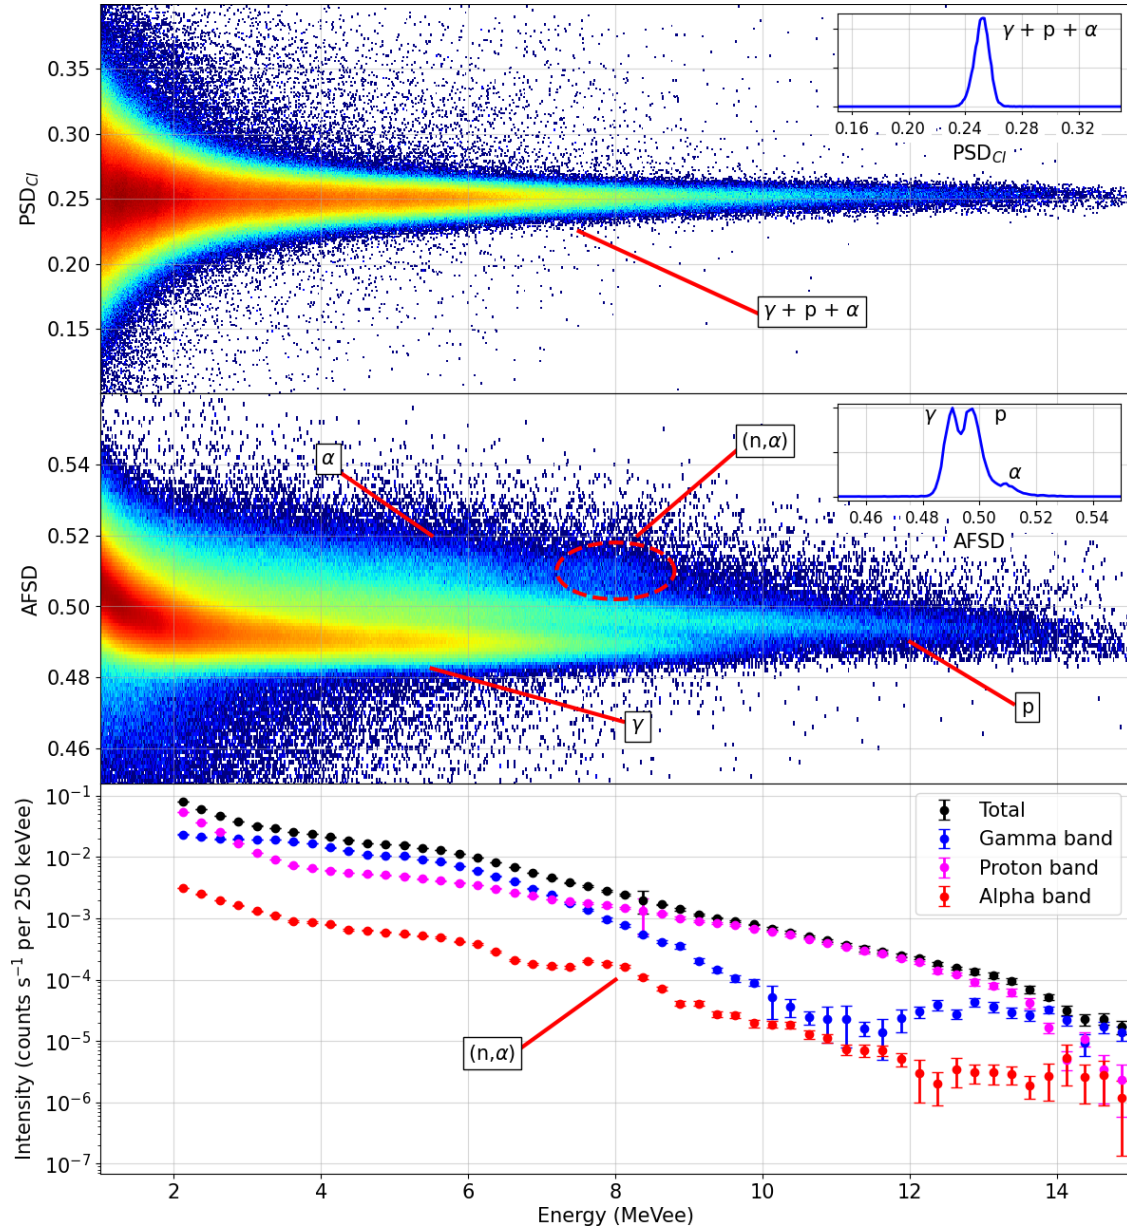 0.35
0.30
0.25
0.20
0.15
PSD_{CI}
γ + p + α
0.16 0.20 0.24 0.28 0.32
PSD_{CI}
γ + p + α
0.54
0.52
0.50
0.48
0.46
AFSD
α
(n,α)
γ
p
γ p
α
0.46 0.48 0.50 0.52 0.54
AFSD
10⁻¹
10⁻²
10⁻³
10⁻⁴
10⁻⁵
10⁻⁶
10⁻⁷
Intensity (counts s⁻¹ per 250 keVee)
Total
Gamma band
Proton band
Alpha band
(n,α)
2 4 6 8 10 12 14
Energy (MeVee)